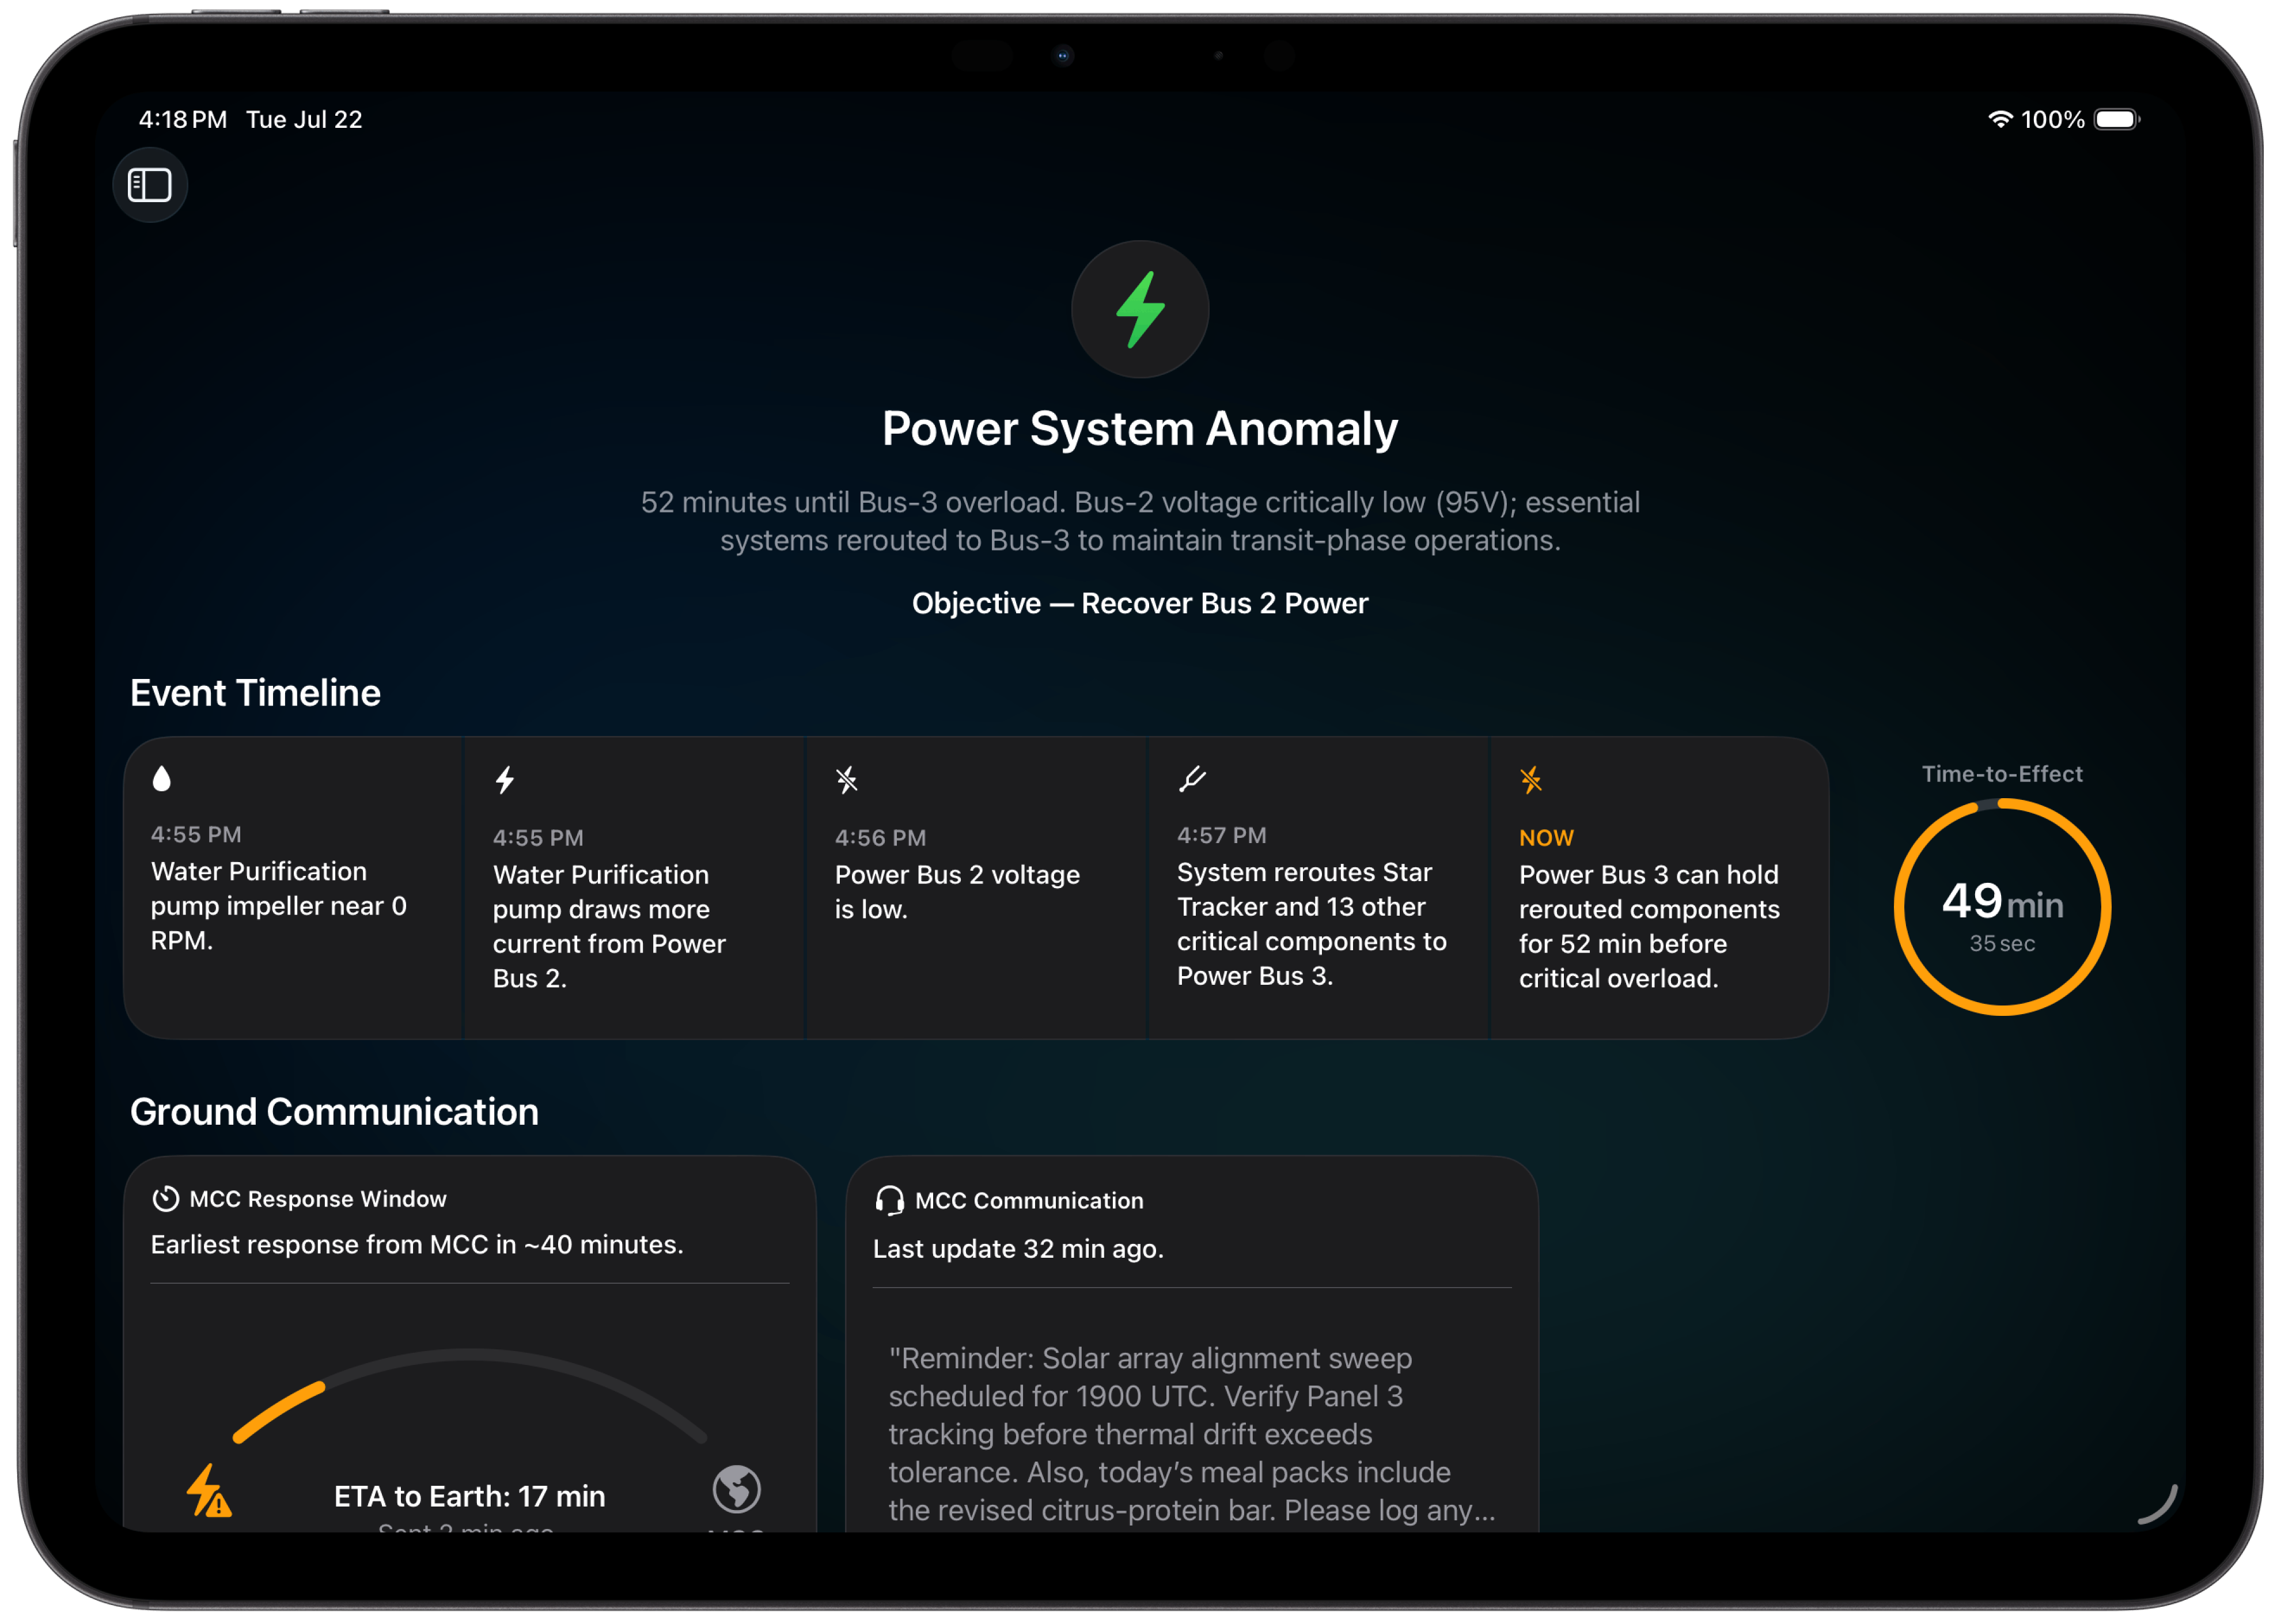 4:18 PM Tue Jul 22
100%
Power System Anomaly
52 minutes until Bus-3 overload. Bus-2 voltage critically low (95V); essential
systems rerouted to Bus-3 to maintain transit-phase operations.
Objective — Recover Bus 2 Power
Event Timeline
4:55 PM
Water Purification
pump impeller near 0
RPM.
4:55 PM
Water Purification
pump draws more
current from Power
Bus 2.
4:56 PM
Power Bus 2 voltage
is low.
4:57 PM
System reroutes Star
Tracker and 13 other
critical components to
Power Bus 3.
NOW
Power Bus 3 can hold
rerouted components
for 52 min before
critical overload.
Time-to-Effect
49 min
35 sec
Ground Communication
MCC Response Window
Earliest response from MCC in ~40 minutes.
ETA to Earth: 17 min
Sent 2 min ago
MCC
MCC Communication
Last update 32 min ago.
"Reminder: Solar array alignment sweep
scheduled for 1900 UTC. Verify Panel 3
tracking before thermal drift exceeds
tolerance. Also, today’s meal packs include
the revised citrus-protein bar. Please log any...